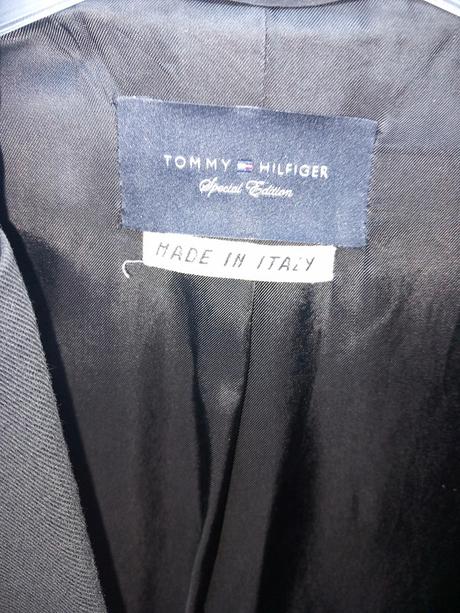 TOMMY HILFIGER
Special Edition
MADE IN ITALY